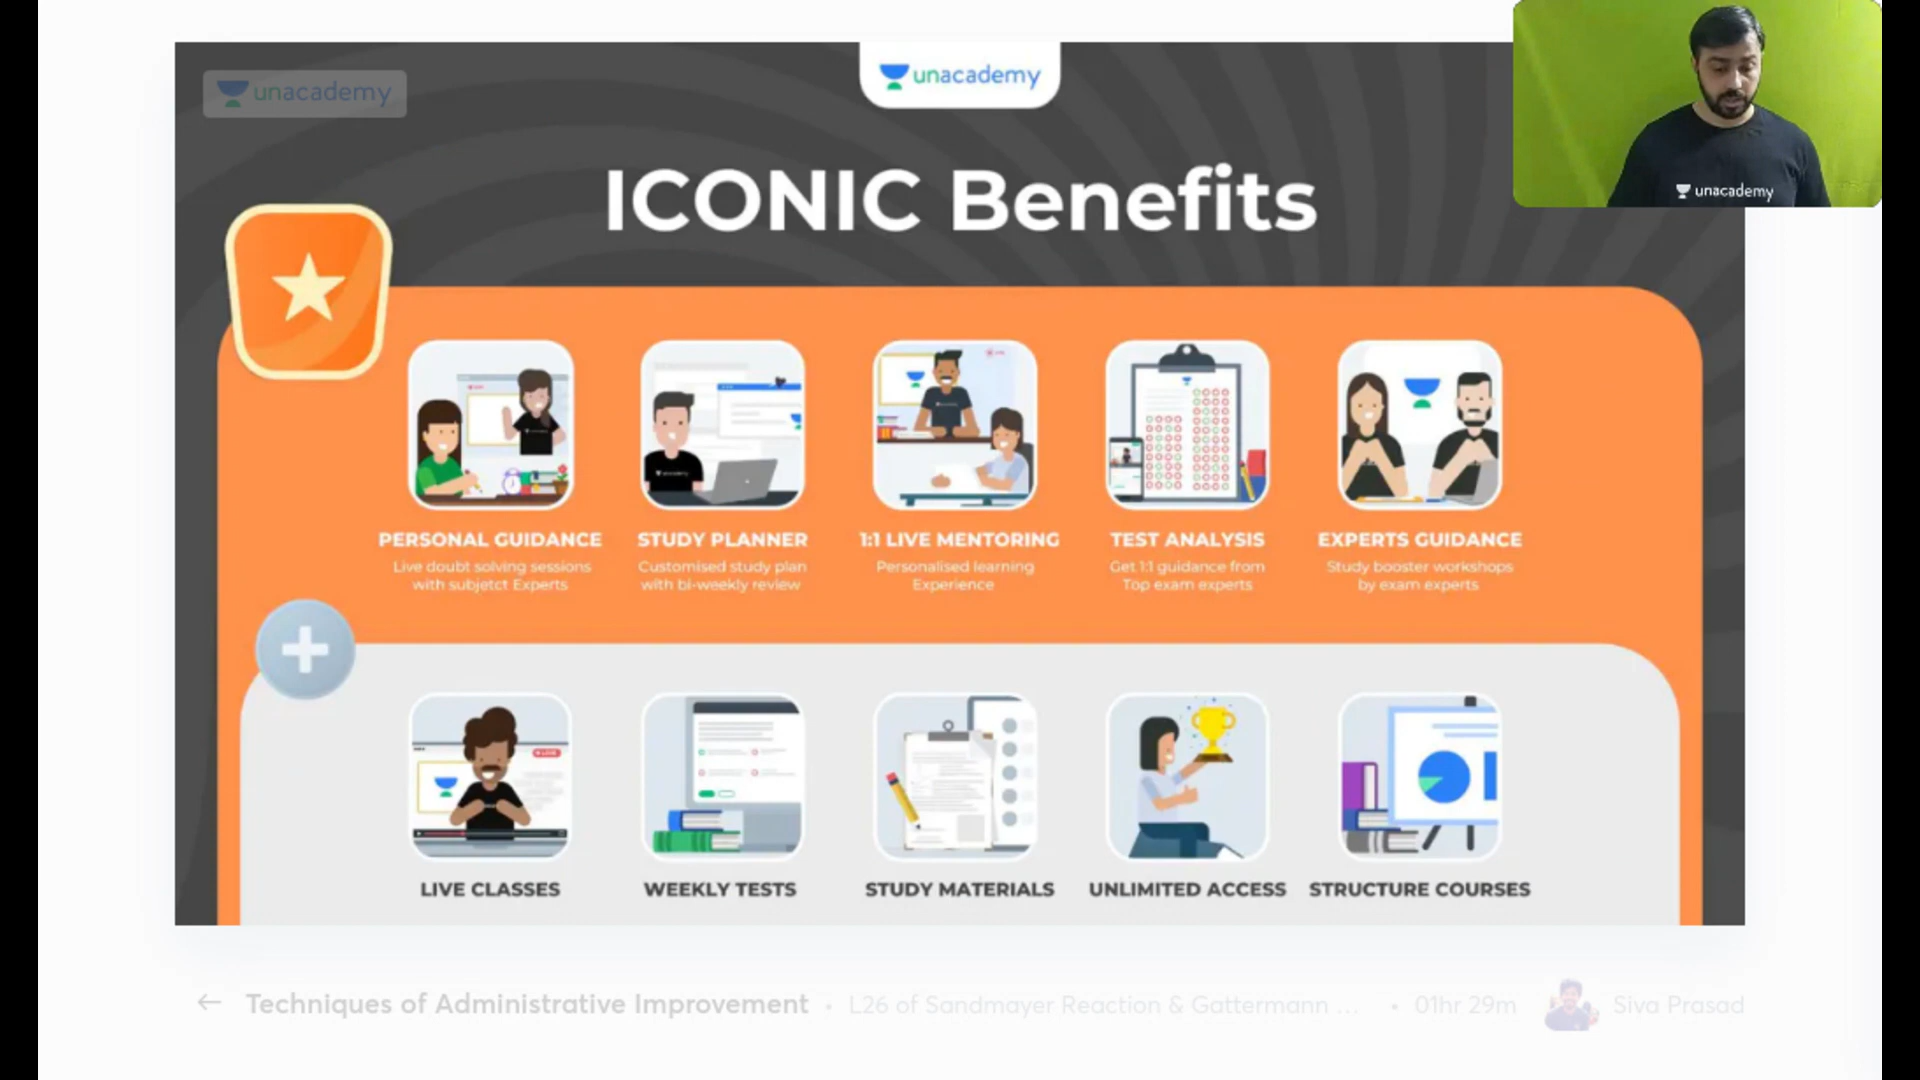 unacademy
unacademy
unacademy
ICONIC Benefits
PERSONAL GUIDANCE
Live doubt solving sessions
with subjetct Experts
STUDY PLANNER
Customised study plan
with bi-weekly review
1:1 LIVE MENTORING
Personalised learning
Experience
TEST ANALYSIS
Get 1:1 guidance from
Top exam experts
EXPERTS GUIDANCE
Study booster workshops
by exam experts
LIVE CLASSES
WEEKLY TESTS
STUDY MATERIALS
UNLIMITED ACCESS
STRUCTURE COURSES
Techniques of Administrative Improvement • L26 of Sandmayer Reaction & Gattermann ... • 01hr 29m Siva Prasad